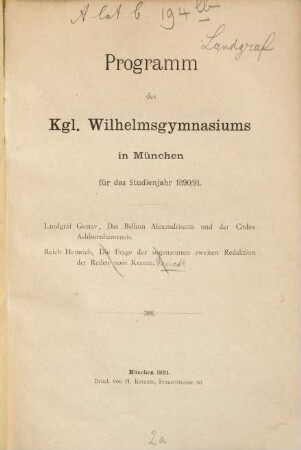 A lat b 194 lb
Landgraf
Programm
des
Kgl. Wilhelmsgymnasiums
in München
für das Studienjahr 1890/91.
Landgraf Gustav, Das Bellum Alexandrinum und der Codex
Ashburnhamensis.
Reich Heinrich, Die Frage der sogenannten zweiten Redaktion
der Reden vom Kranze.
München 1891.
Druck von H. Kutzner,
2a